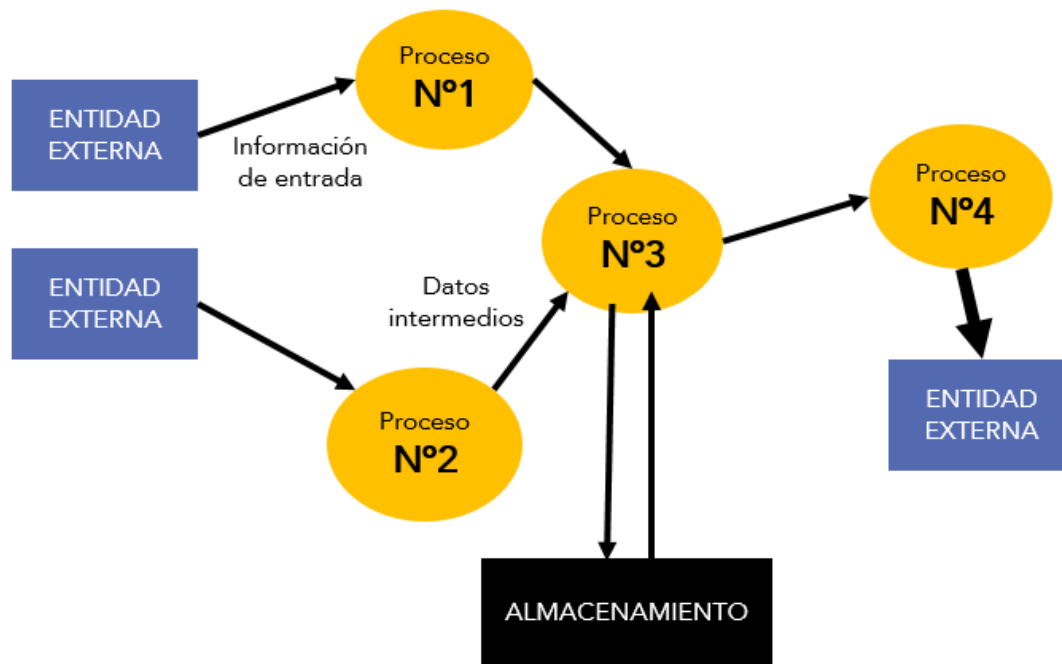 ENTIDAD
EXTERNA
Información
de entrada
Proceso
Nº1
ENTIDAD
EXTERNA
Proceso
Nº2
Datos
intermedios
Proceso
Nº3
Proceso
Nº4
ENTIDAD
EXTERNA
ALMACENAMIENTO